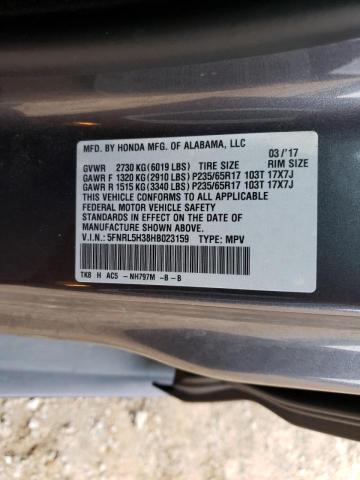 MFD. BY HONDA MFG. OF ALABAMA, LLC 03/'17
GVWR 2730 KG(6019 LBS) TIRE SIZE RIM SIZE
GAWR F 1320 KG(2910 LBS)P235/65R17 103T 17X7J
GAWR R 1515 KG(3340 LBS)P235/65R17 103T 17X7J
THIS VEHICLE CONFORMS TO ALL APPLICABLE
FEDERAL MOTOR VEHICLE SAFETY STANDARDS
IN EFFECT ON THE DATE OF
MANUFACTURE SHOWN ABOVE.
V.I.N.: 5FNRL5H38HB023159 TYPE: MPV
TK8 H AC5 - NH797M -B - B